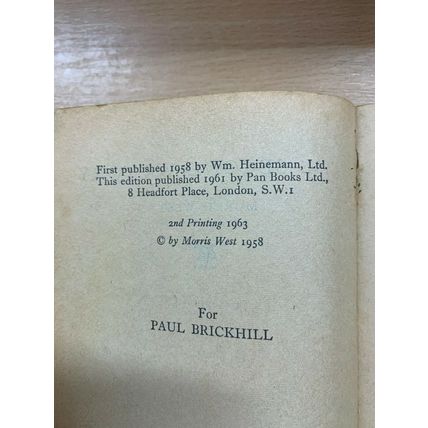 First published 1958 by Wm. Heinemann, Ltd.
This edition published 1961 by Pan Books Ltd.,
8 Headfort Place, London, S.W.1
2nd Printing 1963
© by Morris West 1958
For
PAUL BRICKHILL